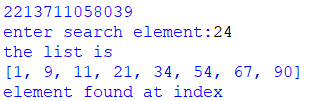 2213711058039
enter search element:24
the list is
[1, 9, 11, 21, 34, 54, 67, 90]
element found at index